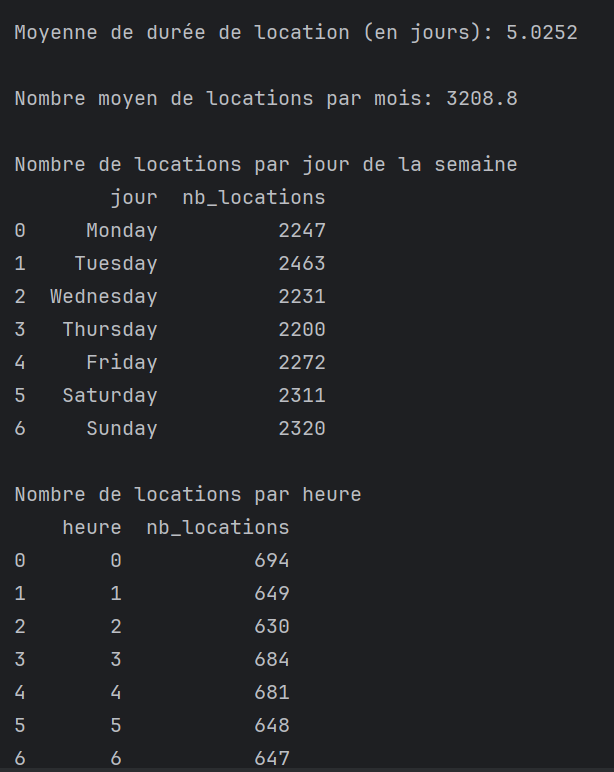 Moyenne de durée de location (en jours): 5.0252
Nombre moyen de locations par mois: 3208.8
Nombre de locations par jour de la semaine
jour nb_locations
0 Monday 2247
1 Tuesday 2463
2 Wednesday 2231
3 Thursday 2200
4 Friday 2272
5 Saturday 2311
6 Sunday 2320
Nombre de locations par heure
heure nb_locations
0 0 694
1 1 649
2 2 630
3 3 684
4 4 681
5 5 648
6 6 647